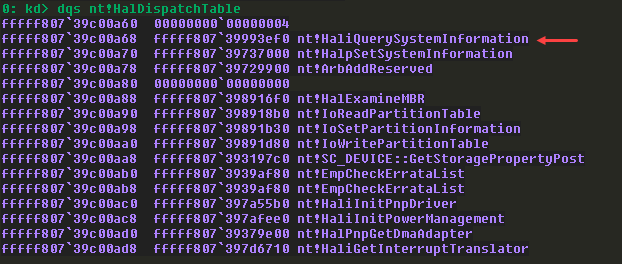 0: kd> dqs nt!HalDispatchTable
fffff807`39c00a60  00000000`00000004
fffff807`39c00a68  fffff807`39993ef0 nt!HaliQuerySystemInformation
fffff807`39c00a70  fffff807`39737000 nt!HalpSetSystemInformation
fffff807`39c00a78  fffff807`39729900 nt!ArbAddReserved
fffff807`39c00a80  00000000`00000000
fffff807`39c00a88  fffff807`398916f0 nt!HalExamineMBR
fffff807`39c00a90  fffff807`398918b0 nt!IoReadPartitionTable
fffff807`39c00a98  fffff807`39891b30 nt!IoSetPartitionInformation
fffff807`39c00aa0  fffff807`39891d80 nt!IoWritePartitionTable
fffff807`39c00aa8  fffff807`393197c0 nt!SC_DEVICE::GetStoragePropertyPost
fffff807`39c00ab0  fffff807`3939af80 nt!EmpCheckErrataList
fffff807`39c00ab8  fffff807`3939af80 nt!EmpCheckErrataList
fffff807`39c00ac0  fffff807`397a55b0 nt!HaliInitPnpDriver
fffff807`39c00ac8  fffff807`397afee0 nt!HaliInitPowerManagement
fffff807`39c00ad0  fffff807`39379e00 nt!HalPnpGetDmaAdapter
fffff807`39c00ad8  fffff807`397d6710 nt!HaliGetInterruptTranslator